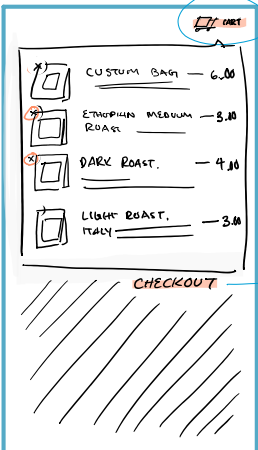 CART
CUSTOM BAG — 6.00
ETHOPIAN MEDIUM — 3.00
ROAST
DARK ROAST. — 4.00
LIGHT ROAST. — 3.00
ITALY
CHECKOUT